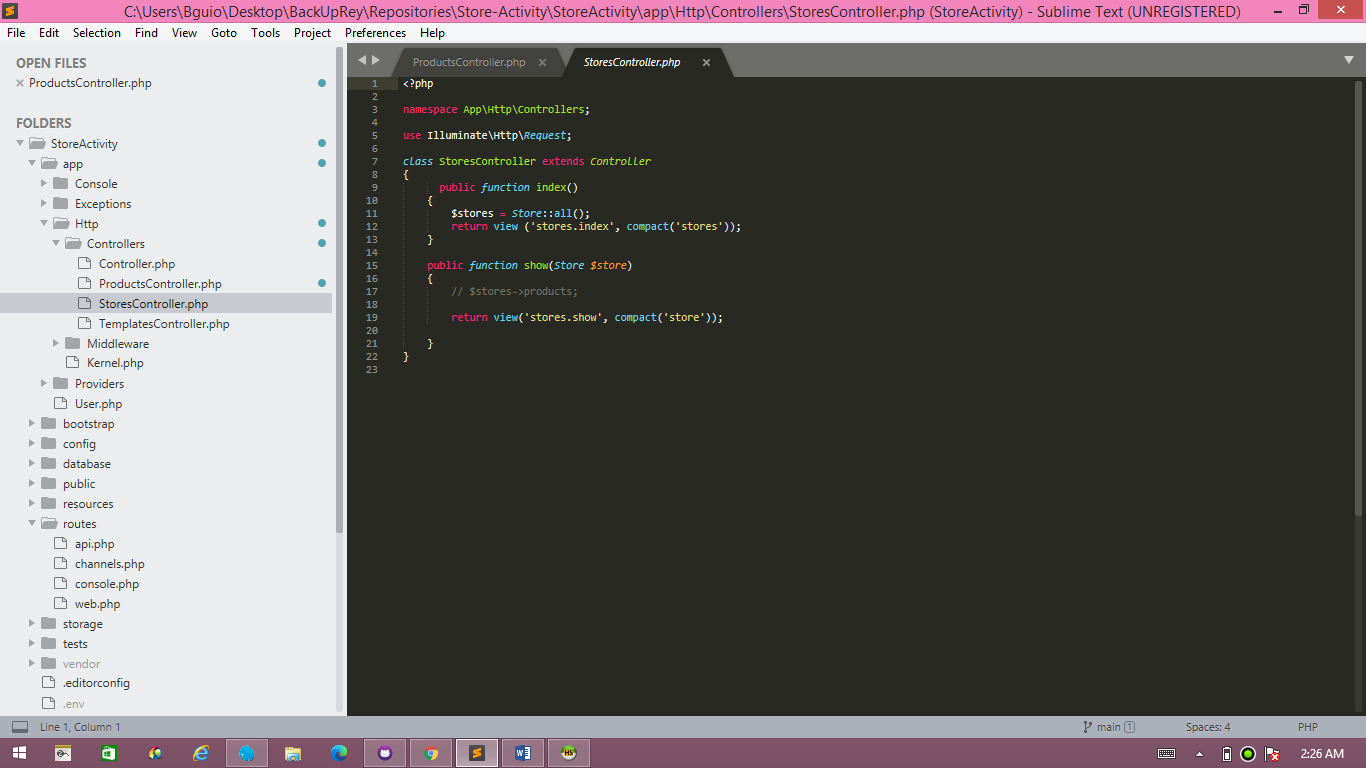 C:\Users\Bguio\Desktop\BackUpRey\Repositories\Store-Activity\StoreActivity\app\Http\Controllers\StoresController.php (StoreActivity) - Sublime Text (UNREGISTERED)
File Edit Selection Find View Goto Tools Project Preferences Help
OPEN FILES
ProductsController.php
FOLDERS
StoreActivity
app
Console
Exceptions
Http
Controllers
Controller.php
ProductsController.php
StoresController.php
TemplatesController.php
Middleware
Kernel.php
Providers
User.php
bootstrap
config
database
public
resources
routes
api.php
channels.php
console.php
web.php
storage
tests
vendor
.editorconfig
.env
ProductsController.php StoresController.php
1 <?php
2
3 namespace App\Http\Controllers;
4
5 use Illuminate\Http\Request;
6
7 class StoresController extends Controller
8 {
9 public function index()
10 {
11 $stores = Store::all();
12 return view ('stores.index', compact('stores'));
13 }
14
15 public function show(Store $store)
16 {
17 // $stores->products;
18
19 return view('stores.show', compact('store'));
20
21 }
22 }
23
Line 1, Column 1 main 1 Spaces: 4 PHP
2:26 AM